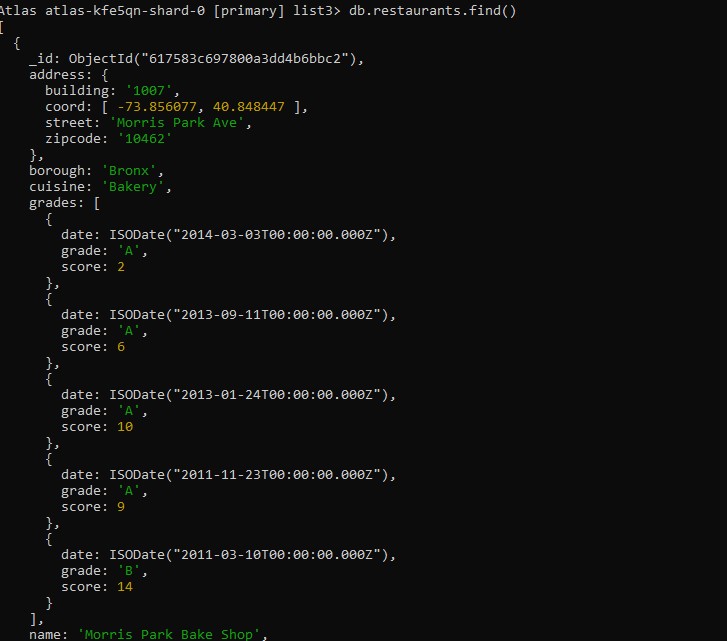 Atlas atlas-kfe5qn-shard-0 [primary] list3> db.restaurants.find()
[
  {
    _id: ObjectId("617583c697800a3dd4b6bbc2"),
    address: {
      building: '1007',
      coord: [ -73.856077, 40.848447 ],
      street: 'Morris Park Ave',
      zipcode: '10462'
    },
    borough: 'Bronx',
    cuisine: 'Bakery',
    grades: [
      {
        date: ISODate("2014-03-03T00:00:00.000Z"),
        grade: 'A',
        score: 2
      },
      {
        date: ISODate("2013-09-11T00:00:00.000Z"),
        grade: 'A',
        score: 6
      },
      {
        date: ISODate("2013-01-24T00:00:00.000Z"),
        grade: 'A',
        score: 10
      },
      {
        date: ISODate("2011-11-23T00:00:00.000Z"),
        grade: 'A',
        score: 9
      },
      {
        date: ISODate("2011-03-10T00:00:00.000Z"),
        grade: 'B',
        score: 14
      }
    ],
    name: 'Morris Park Bake Shop',